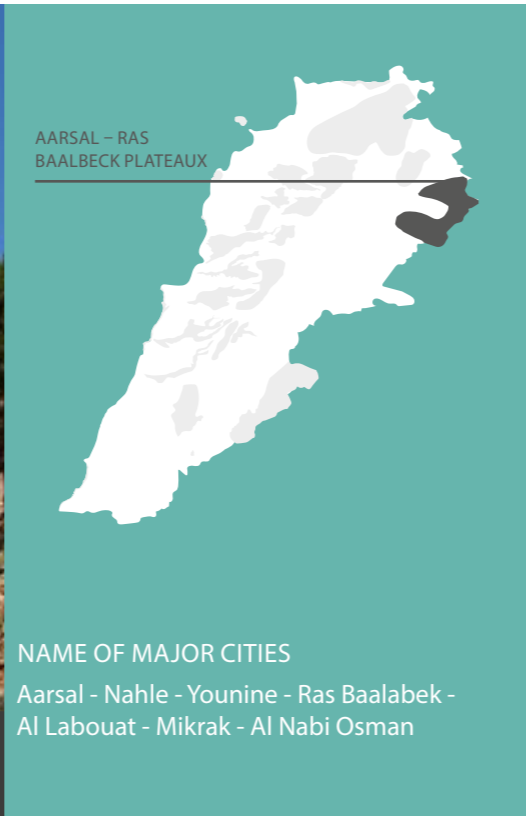 AARSAL – RAS
BAALBECK PLATEAUX
NAME OF MAJOR CITIES
Aarsal - Nahle - Younine - Ras Baalabek -
Al Labouat - Mikrak - Al Nabi Osman